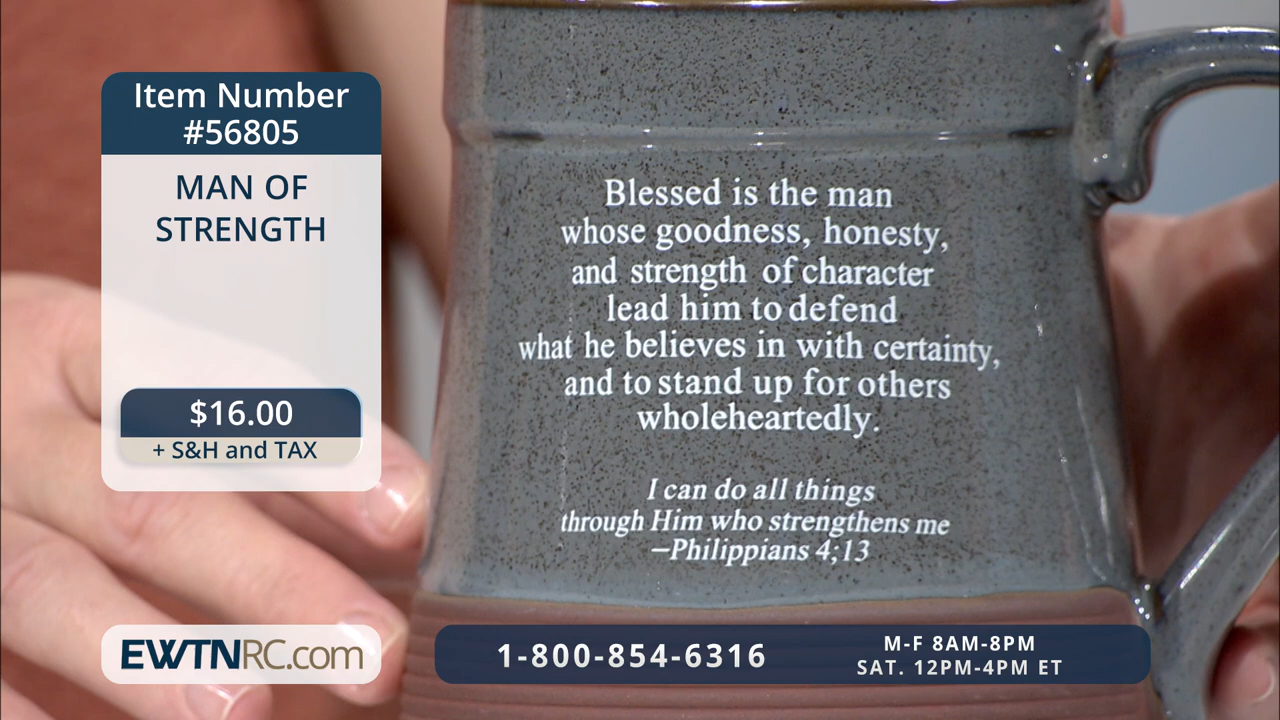 Item Number
#56805
MAN OF
STRENGTH
$16.00
+ S&H and TAX
Blessed is the man
whose goodness, honesty,
and strength of character
lead him to defend
what he believes in with certainty,
and to stand up for others
wholeheartedly.
I can do all things
through Him who strengthens me
–Philippians 4;13
EWTNRC.com
1-800-854-6316
M-F 8AM-8PM
SAT. 12PM-4PM ET